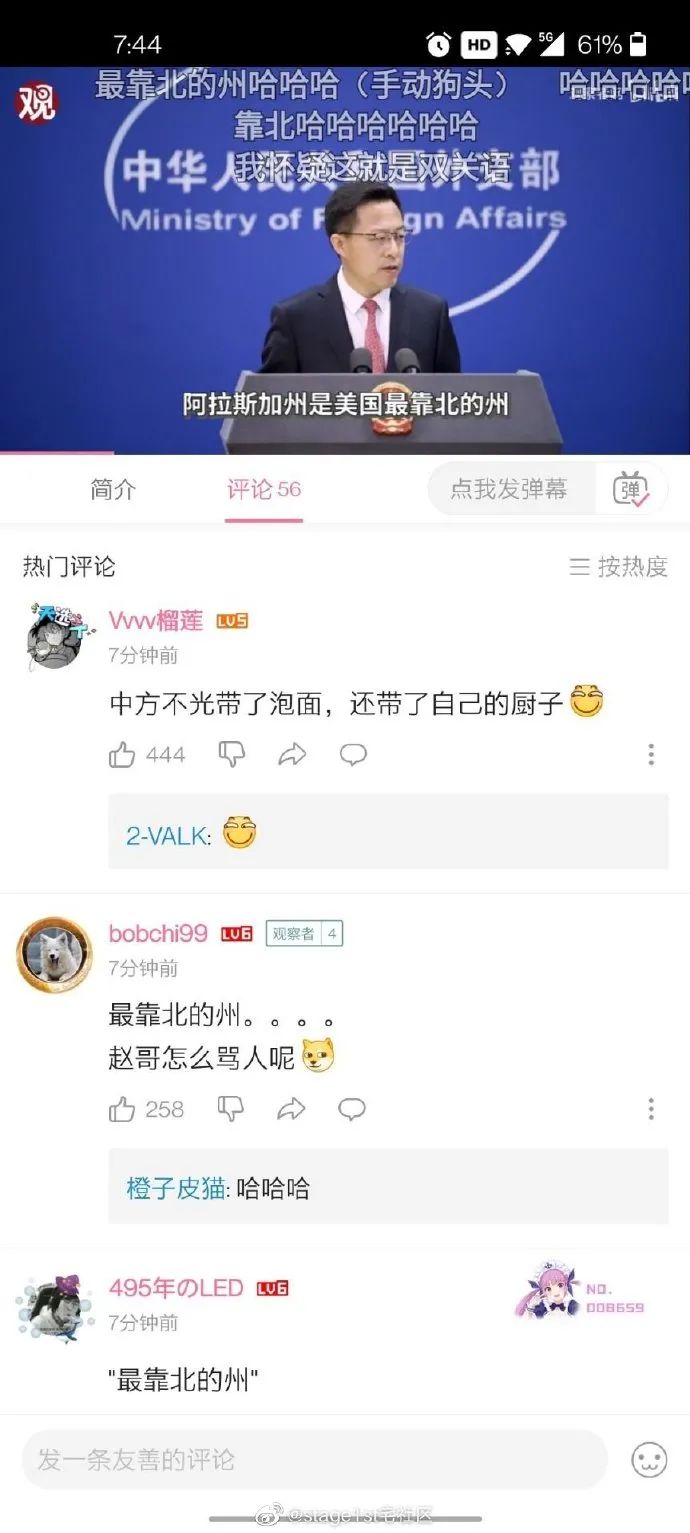 7:44
HD
5G
61%
观
最靠北的州哈哈哈（手动狗头）
哈哈哈哈哈
靠北哈哈哈哈哈哈
我怀疑这就是双关语
中华人民共和国外交部
Ministry of Foreign Affairs
阿拉斯加州是美国最靠北的州
简介
评论 56
点我发弹幕
弹
热门评论
按热度
天选
Vvvv榴莲 LV5
7分钟前
中方不光带了泡面，还带了自己的厨子
444
2-VALK:
bobchi99 LV6 观察者 4
7分钟前
最靠北的州。。。。
赵哥怎么骂人呢
258
橙子皮猫: 哈哈哈
495年のLED LV6
NO.
008659
7分钟前
"最靠北的州"
发一条友善的评论
@stage1st宅社区